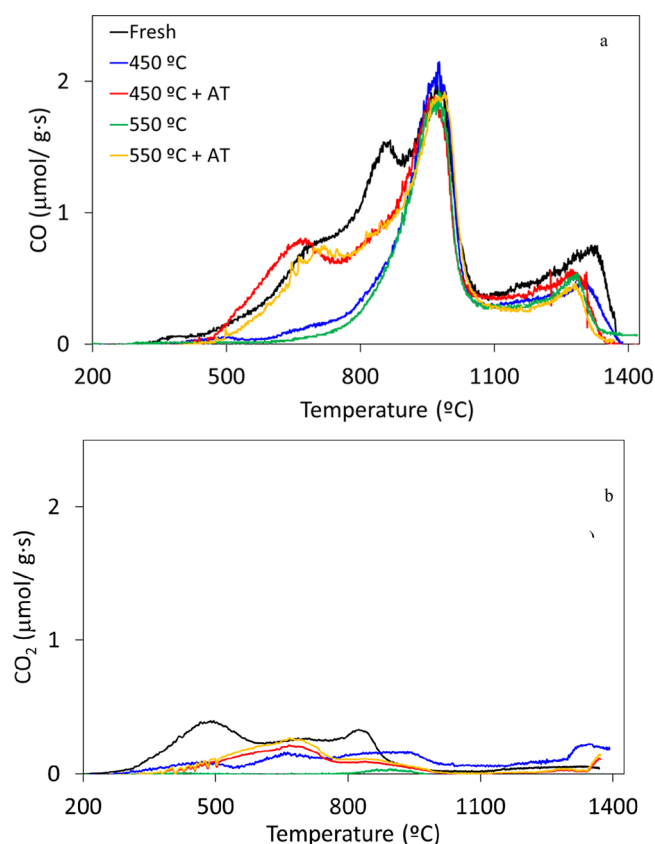 Fresh
a
450 ºC
450 ºC + AT
550 ºC
550 ºC + AT
CO (µmol/ g·s)
2
1
0
200 500 800 1100 1400
Temperature (ºC)
b
CO₂ (µmol/ g·s)
2
1
0
200 500 800 1100 1400
Temperature (ºC)